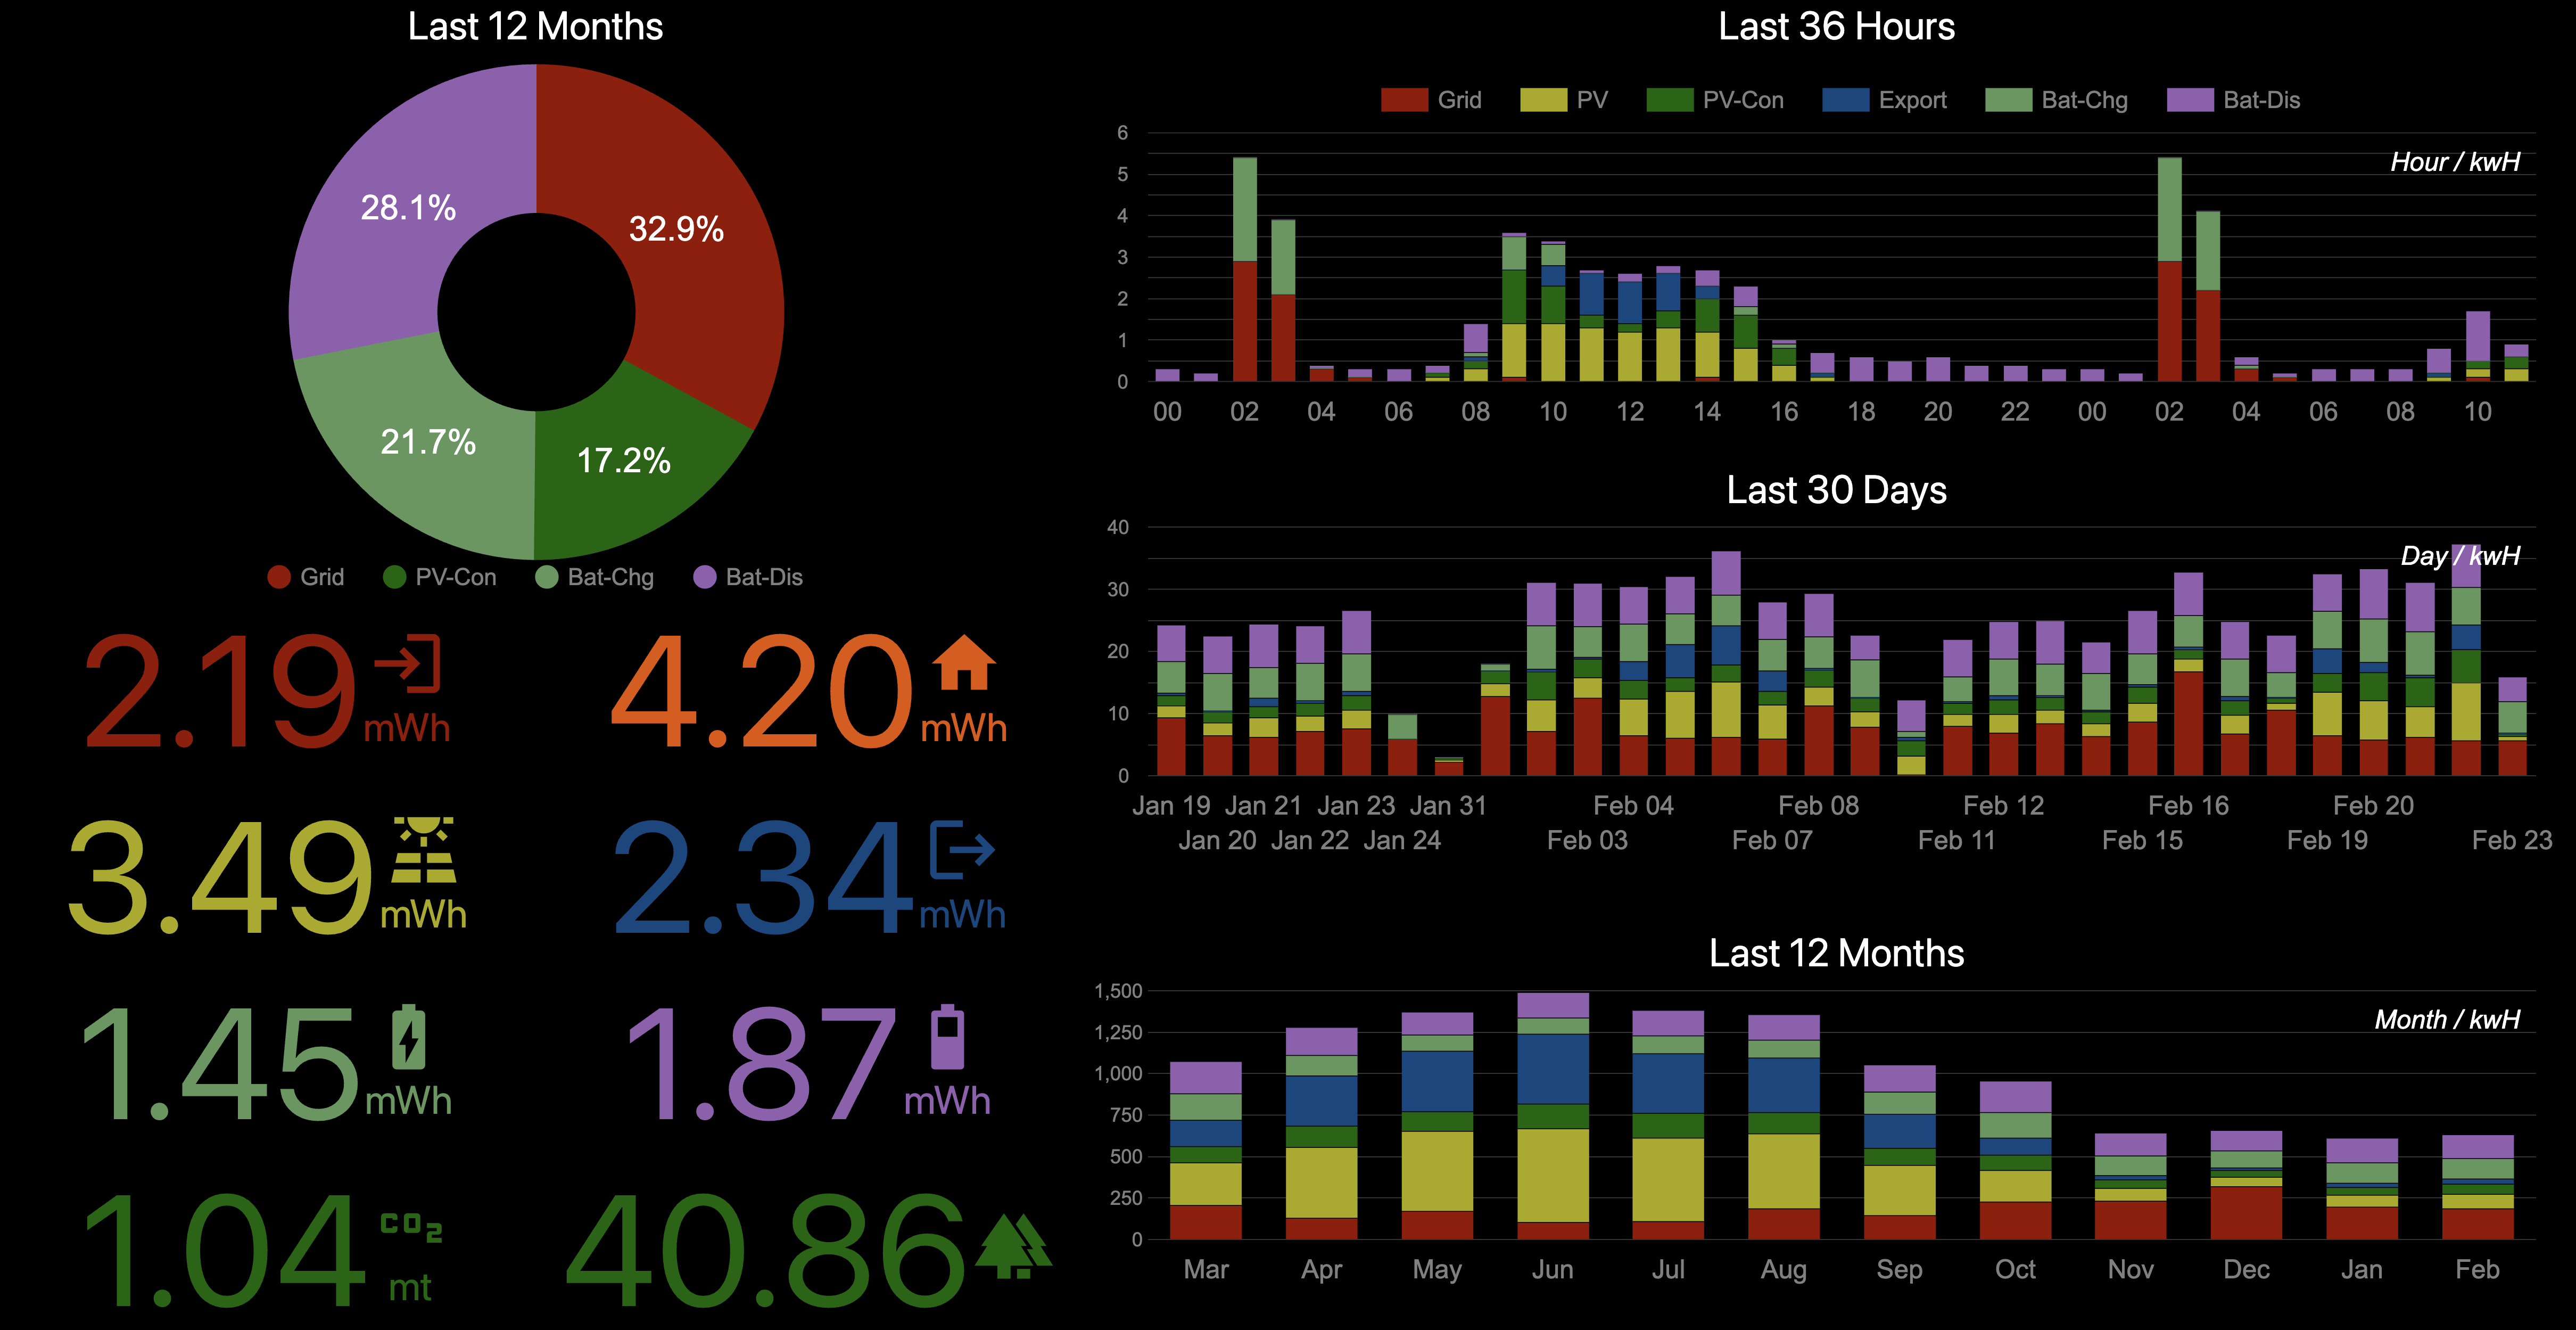 Last 12 Months
28.1%
32.9%
21.7%
17.2%
Grid PV-Con Bat-Chg Bat-Dis
2.19 mWh
4.20 mWh
3.49 mWh
2.34 mWh
1.45 mWh
1.87 mWh
1.04 CO2 mt
40.86
Last 36 Hours
Grid PV PV-Con Export Bat-Chg Bat-Dis
Hour / kwH
6
5
4
3
2
1
0
00 02 04 06 08 10 12 14 16 18 20 22 00 02 04 06 08 10
Last 30 Days
Day / kwH
40
30
20
10
0
Jan 19 Jan 21 Jan 23 Jan 31 Feb 04 Feb 08 Feb 12 Feb 16 Feb 20
Jan 20 Jan 22 Jan 24 Feb 03 Feb 07 Feb 11 Feb 15 Feb 19 Feb 23
Last 12 Months
Month / kwH
1,500
1,250
1,000
750
500
250
0
Mar Apr May Jun Jul Aug Sep Oct Nov Dec Jan Feb